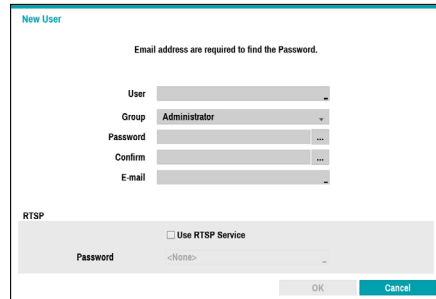 New User
Email address are required to find the Password.
User
Group Administrator
Password ...
Confirm ...
E-mail
RTSP
Use RTSP Service
Password <None>
OK Cancel